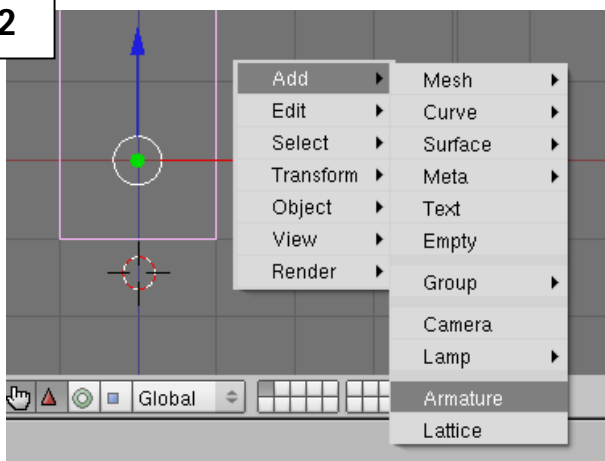 2
Add
Edit
Select
Transform
Object
View
Render
Mesh
Curve
Surface
Meta
Text
Empty
Group
Camera
Lamp
Armature
Lattice
Global